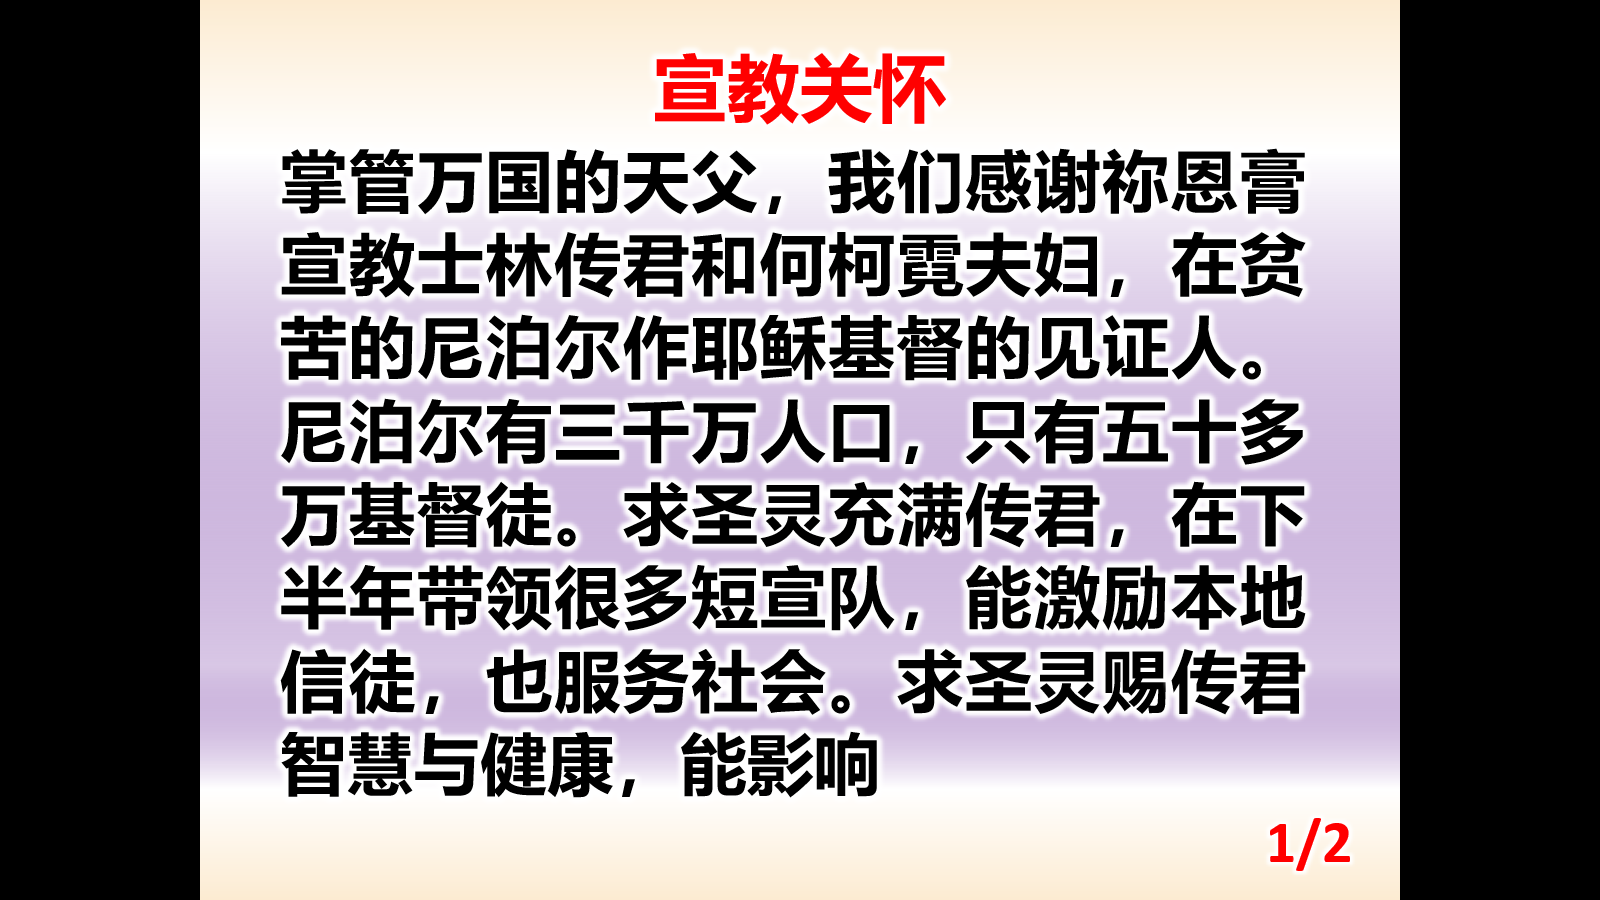 宣教关怀
掌管万国的天父，我们感谢祢恩膏
宣教士林传君和何柯霓夫妇，在贫
苦的尼泊尔作耶稣基督的见证人。
尼泊尔有三千万人口，只有五十多
万基督徒。求圣灵充满传君，在下
半年带领很多短宣队，能激励本地
信徒，也服务社会。求圣灵赐传君
智慧与健康，能影响
1/2